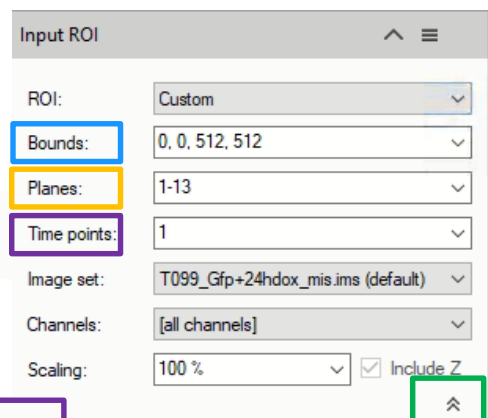 Input ROI
ROI: Custom
Bounds: 0, 0, 512, 512
Planes: 1-13
Time points: 1
Image set: T099_Gfp+24hdox_mis.ims (default)
Channels: [all channels]
Scaling: 100 % Include Z